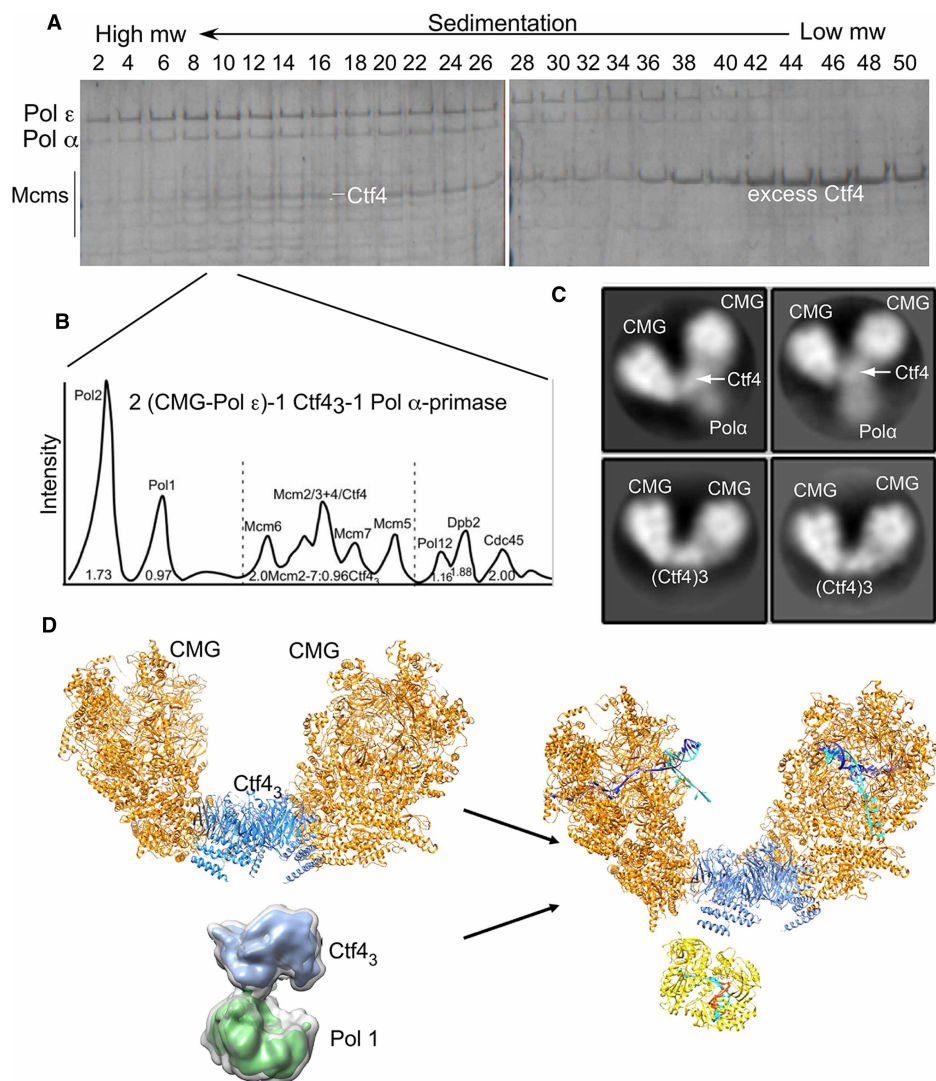 A
Sedimentation
High mw
Low mw
2 4 6 8 10 12 14 16 18 20 22 24 26 28 30 32 34 36 38 40 42 44 46 48 50
Pol ε
Pol α
Mcms
Ctf4
excess Ctf4
B
Intensity
2 (CMG-Pol ε)-1 Ctf43-1 Pol α-primase
Pol2
Pol1
Mcm6
Mcm2/3+4/Ctf4
Mcm7
Mcm5
Pol12
Dpb2
Cdc45
1.73
0.97
2.0Mcm2-7:0.96Ctf43
1.16
1.88
2.00
C
CMG
CMG
Ctf4
Polα
CMG
CMG
Ctf4
Polα
CMG
CMG
(Ctf4)3
CMG
CMG
(Ctf4)3
D
CMG
CMG
Ctf43
Ctf43
Pol 1